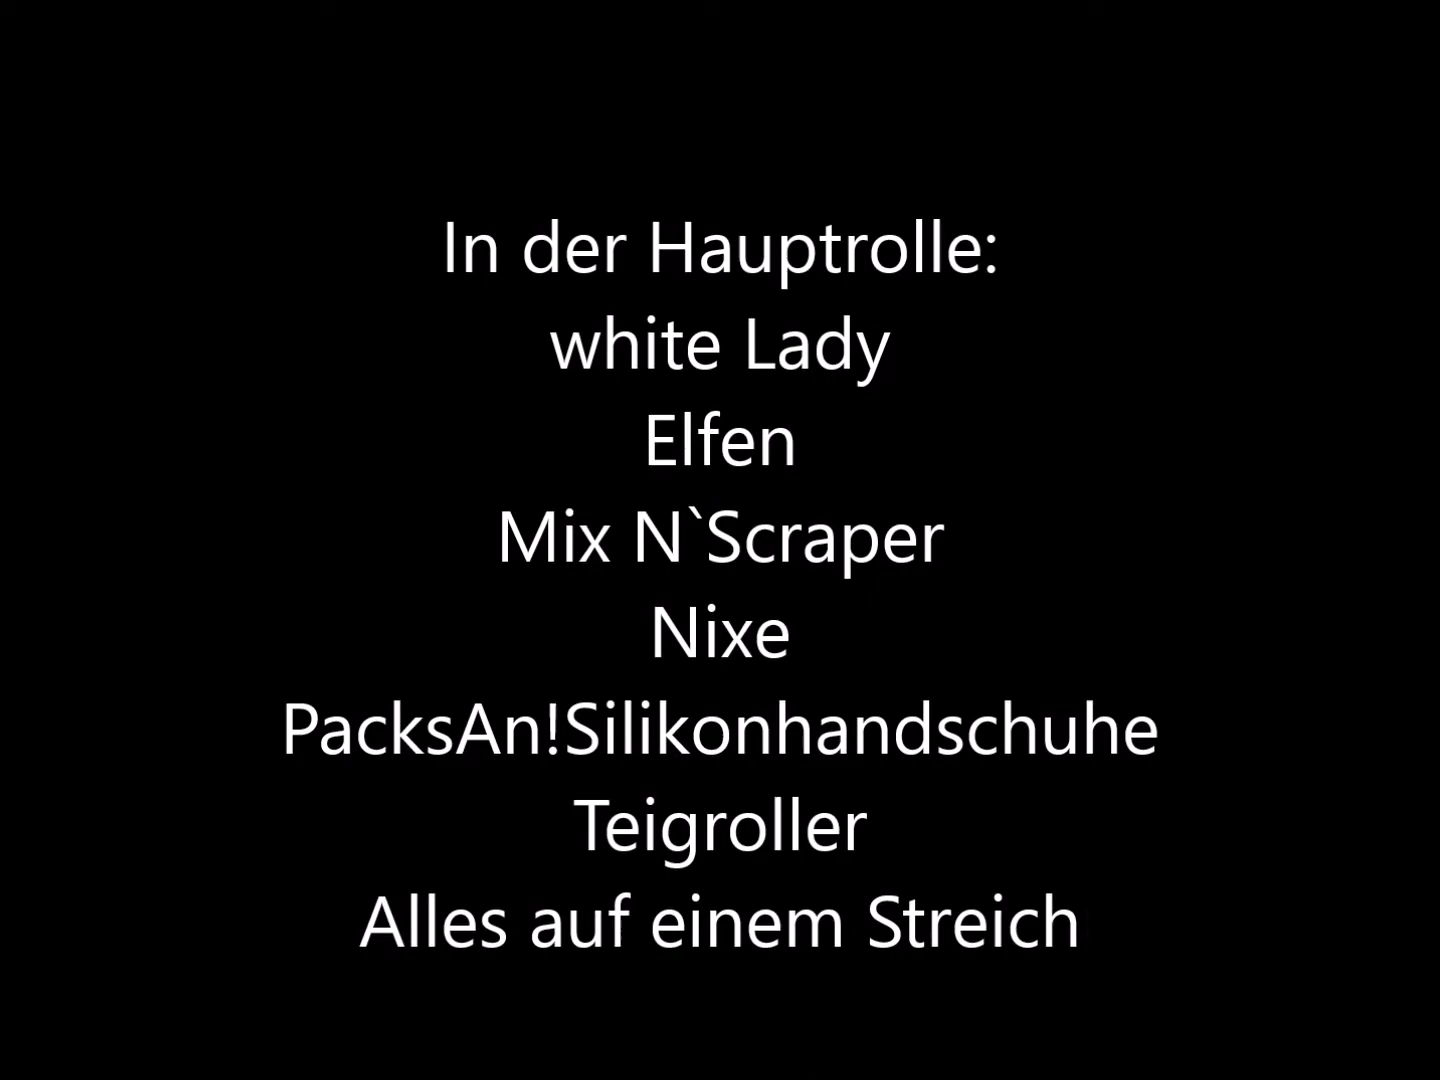 In der Hauptrolle:
white Lady
Elfen
Mix N`Scraper
Nixe
PacksAn!Silikonhandschuhe
Teigroller
Alles auf einem Streich